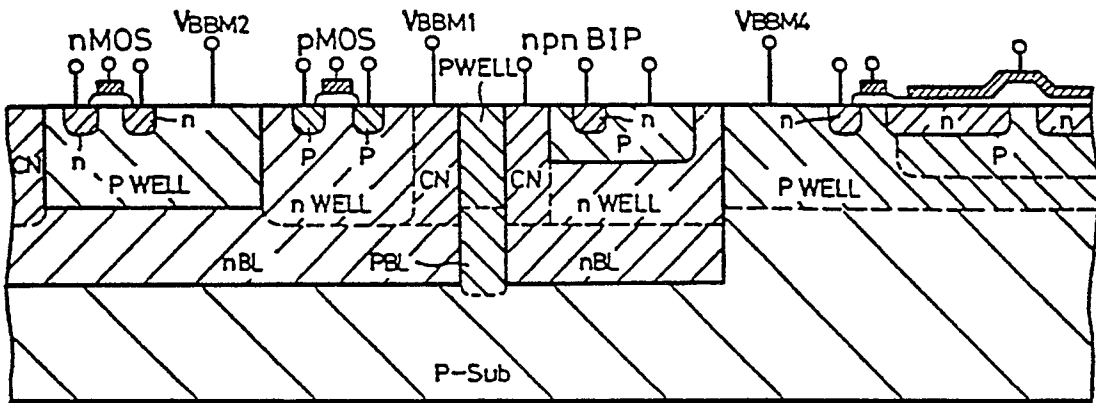 nMOS
VBBM2
pMOS
VBBM1
PWELL
npn BIP
VBBM4
n
n
P
P
n
P
n
n
n
P
CN
P WELL
n WELL
CN
CN
n WELL
P WELL
nBL
PBL
nBL
P-Sub